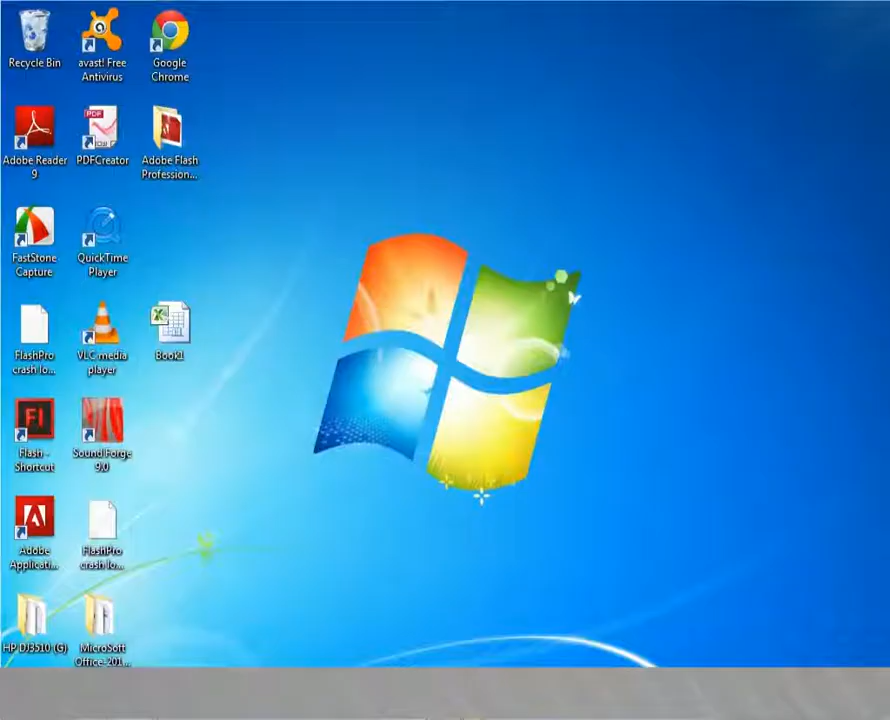 Recycle Bin
avast! Free
Antivirus
Google
Chrome
Adobe Reader
9
PDF
PDFCreator
Adobe Flash
Profession...
FastStone
Capture
QuickTime
Player
FlashPro
crash lo...
VLC media
player
Book1
Fl
Flash -
Shortcut
Sound Forge
9.0
Adobe
Applicati...
FlashPro
crash lo...
HP DJ3510 (G)
MicroSoft
Office-201...